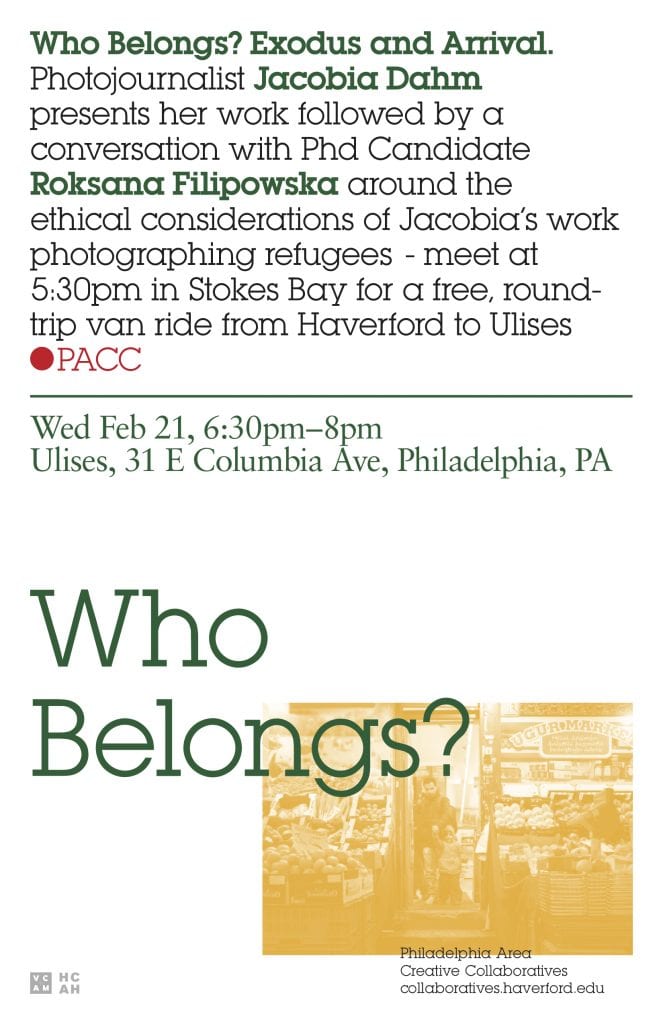 Who Belongs? Exodus and Arrival.
Photojournalist Jacobia Dahm
presents her work followed by a
conversation with Phd Candidate
Roksana Filipowska around the
ethical considerations of Jacobia's work
photographing refugees - meet at
5:30pm in Stokes Bay for a free, round-
trip van ride from Haverford to Ulises
PACC
Wed Feb 21, 6:30pm–8pm
Ulises, 31 E Columbia Ave, Philadelphia, PA
Who
Belongs?
UGUR MARKET
Philadelphia Area
Creative Collaboratives
collaboratives.haverford.edu
VC HC
AM AH